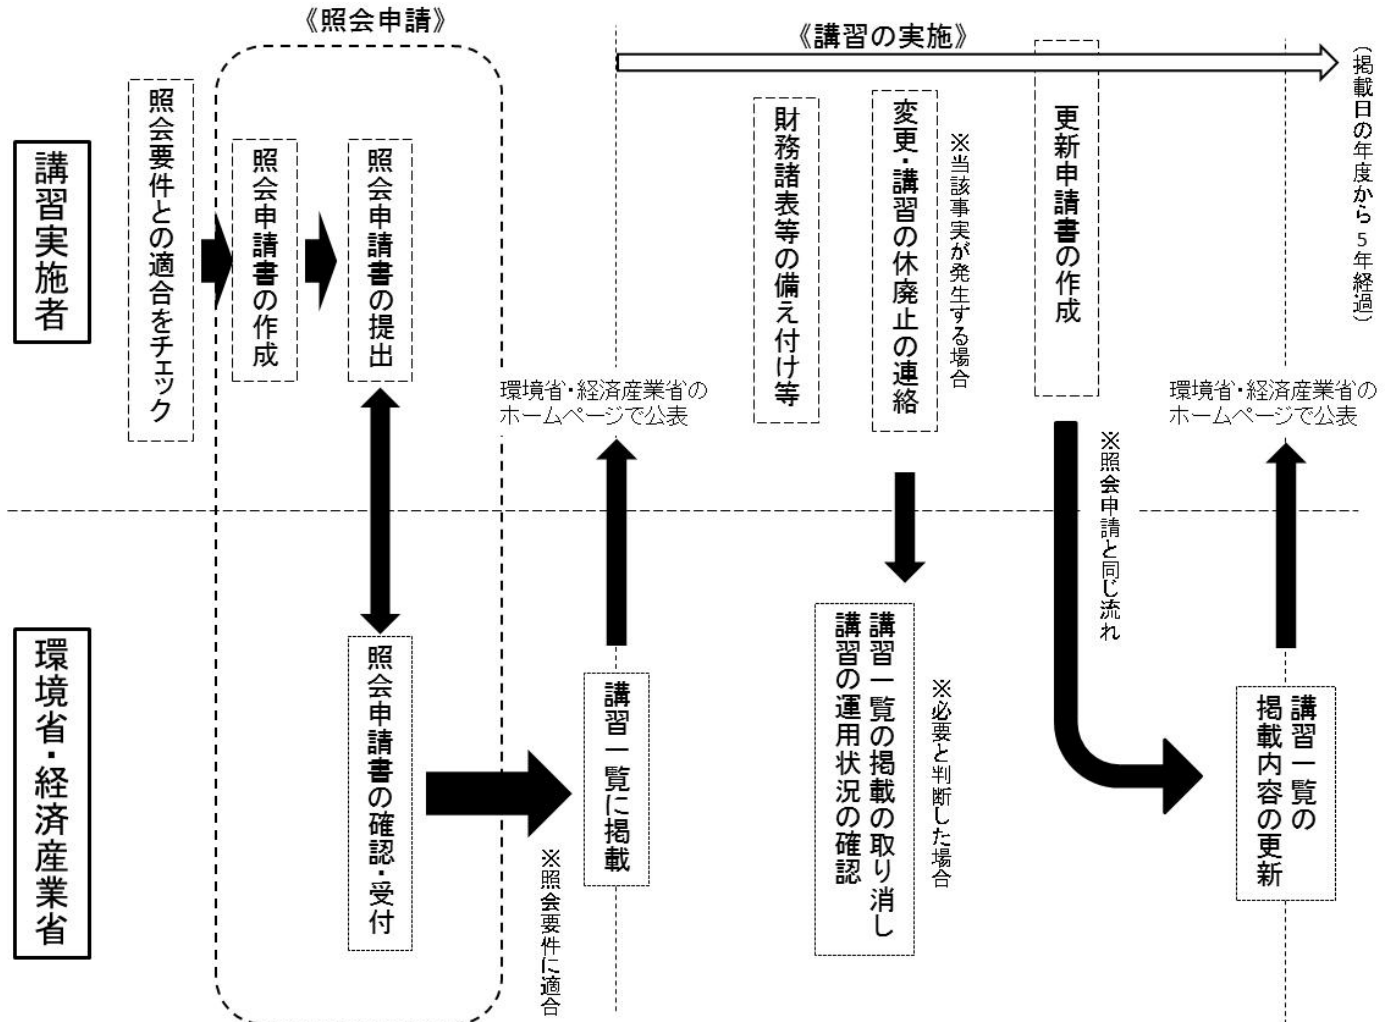 《照会申請》
《講習の実施》
(掲載日の年度から5年経過)
講習実施者
照会要件との適合をチェック
照会申請書の作成
照会申請書の提出
財務諸表等の備え付け等
変更・講習の休廃止の連絡
※当該事実が発生する場合
更新申請書の作成
環境省・経済産業省の
ホームページで公表
環境省・経済産業省の
ホームページで公表
※照会申請と同じ流れ
環境省・経済産業省
照会申請書の確認・受付
※照会要件に適合
講習一覧に掲載
講習一覧の掲載の取り消し
講習の運用状況の確認
※必要と判断した場合
講習一覧の
掲載内容の更新